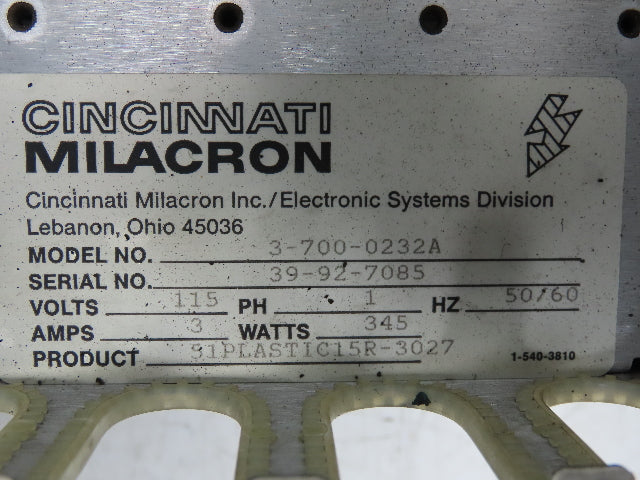 CINCINNATI
MILACRON
Cincinnati Milacron Inc./Electronic Systems Division
Lebanon, Ohio 45036
MODEL NO. 3-700-0232A
SERIAL NO. 39-92-7085
VOLTS 115 PH 1 HZ 50/60
AMPS 3 WATTS 345
PRODUCT 91PLASTIC15R-3027
1-540-3810